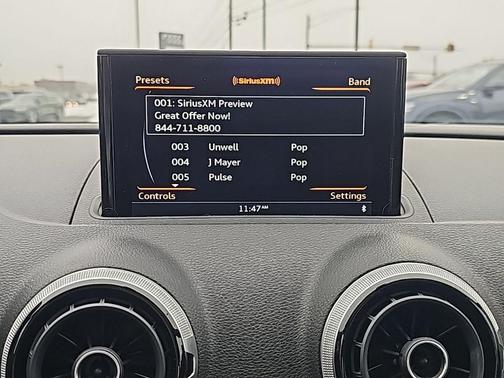 Presets
SiriusXM
Band
001: SiriusXM Preview
Great Offer Now!
844-711-8800
003 Unwell Pop
004 J Mayer Pop
005 Pulse Pop
Controls
Settings
11:47 AM